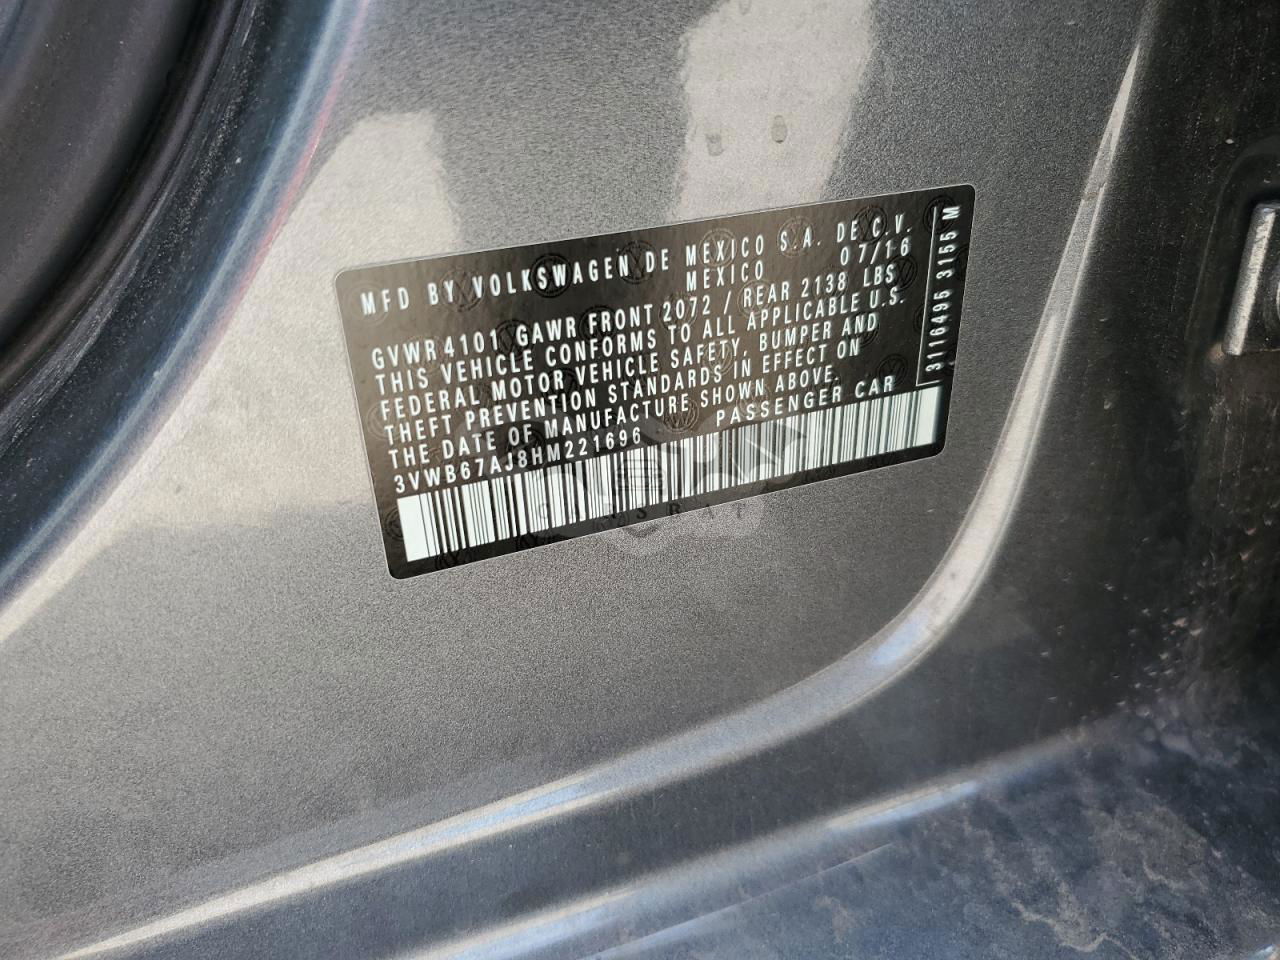 MFD BY VOLKSWAGEN DE MEXICO S.A. DE C.V.
MEXICO 07/16
GVWR 4101 GAWR FRONT 2072 / REAR 2138 LBS
THIS VEHICLE CONFORMS TO ALL APPLICABLE U.S.
FEDERAL MOTOR VEHICLE SAFETY, BUMPER AND
THEFT PREVENTION STANDARDS IN EFFECT ON
THE DATE OF MANUFACTURE SHOWN ABOVE.
3VWB67AJ8HM221696 PASSENGER CAR
3116495 3155 M